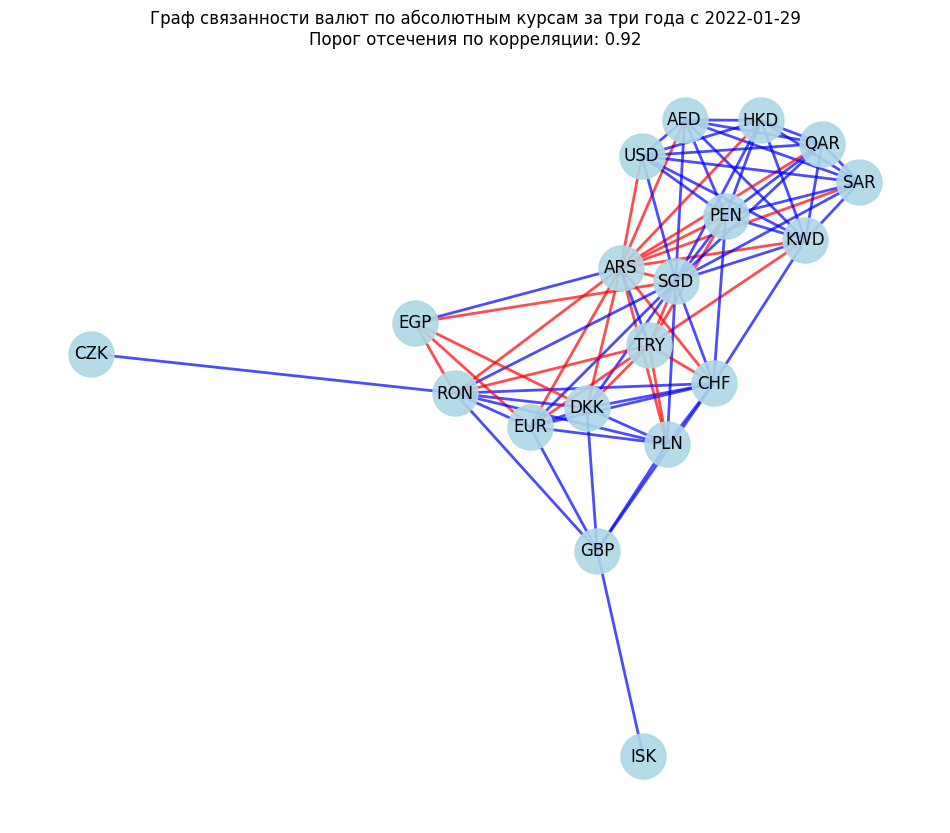 Граф связанности валют по абсолютным курсам за три года с 2022-01-29
Порог отсечения по корреляции: 0.92
AED
HKD
QAR
USD
SAR
PEN
KWD
ARS
SGD
EGP
TRY
CZK
CHF
RON
DKK
EUR
PLN
GBP
ISK